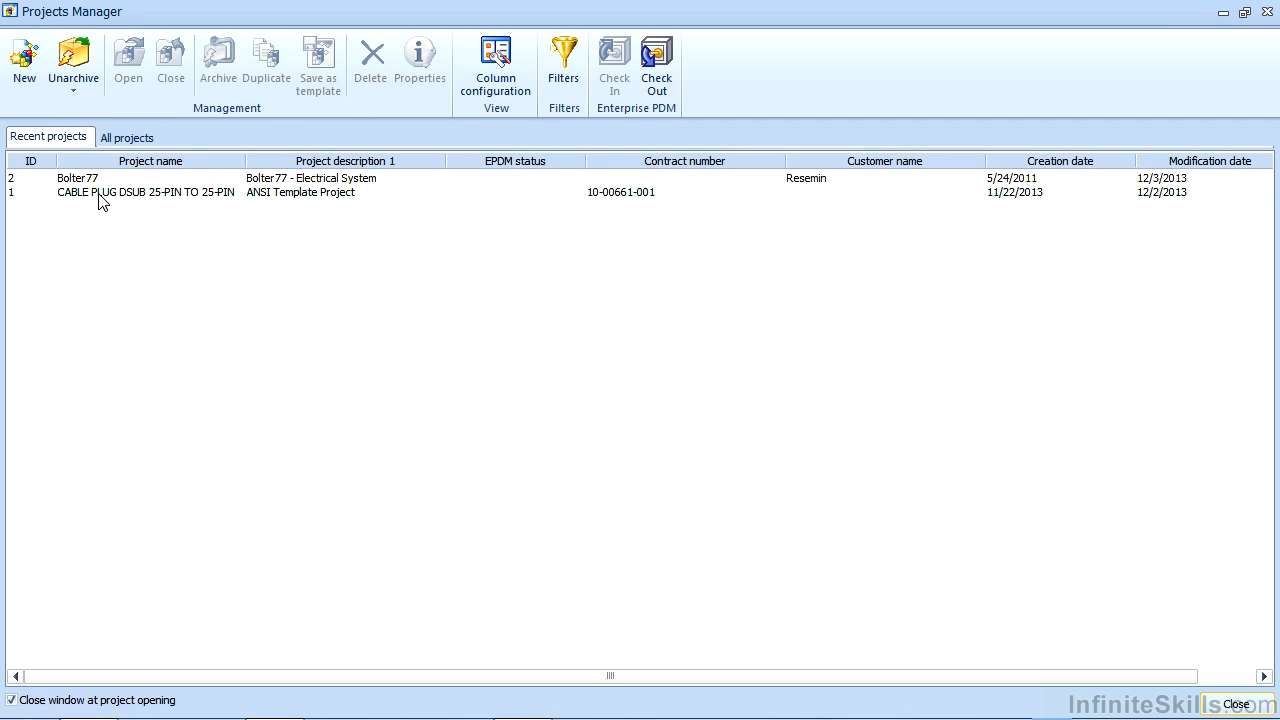 Projects Manager
New Unarchive Open Close Archive Duplicate Save as template Delete Properties Column configuration Filters Check In Check Out
Management View Filters Enterprise PDM
Recent projects All projects
ID Project name Project description 1 EPDM status Contract number Customer name Creation date Modification date
2 Bolter77 Bolter77 - Electrical System Resemin 5/24/2011 12/3/2013
1 CABLE PLUG DSUB 25-PIN TO 25-PIN ANSI Template Project 10-00661-001 11/22/2013 12/2/2013
Close window at project opening
InfiniteSkills.com
Close